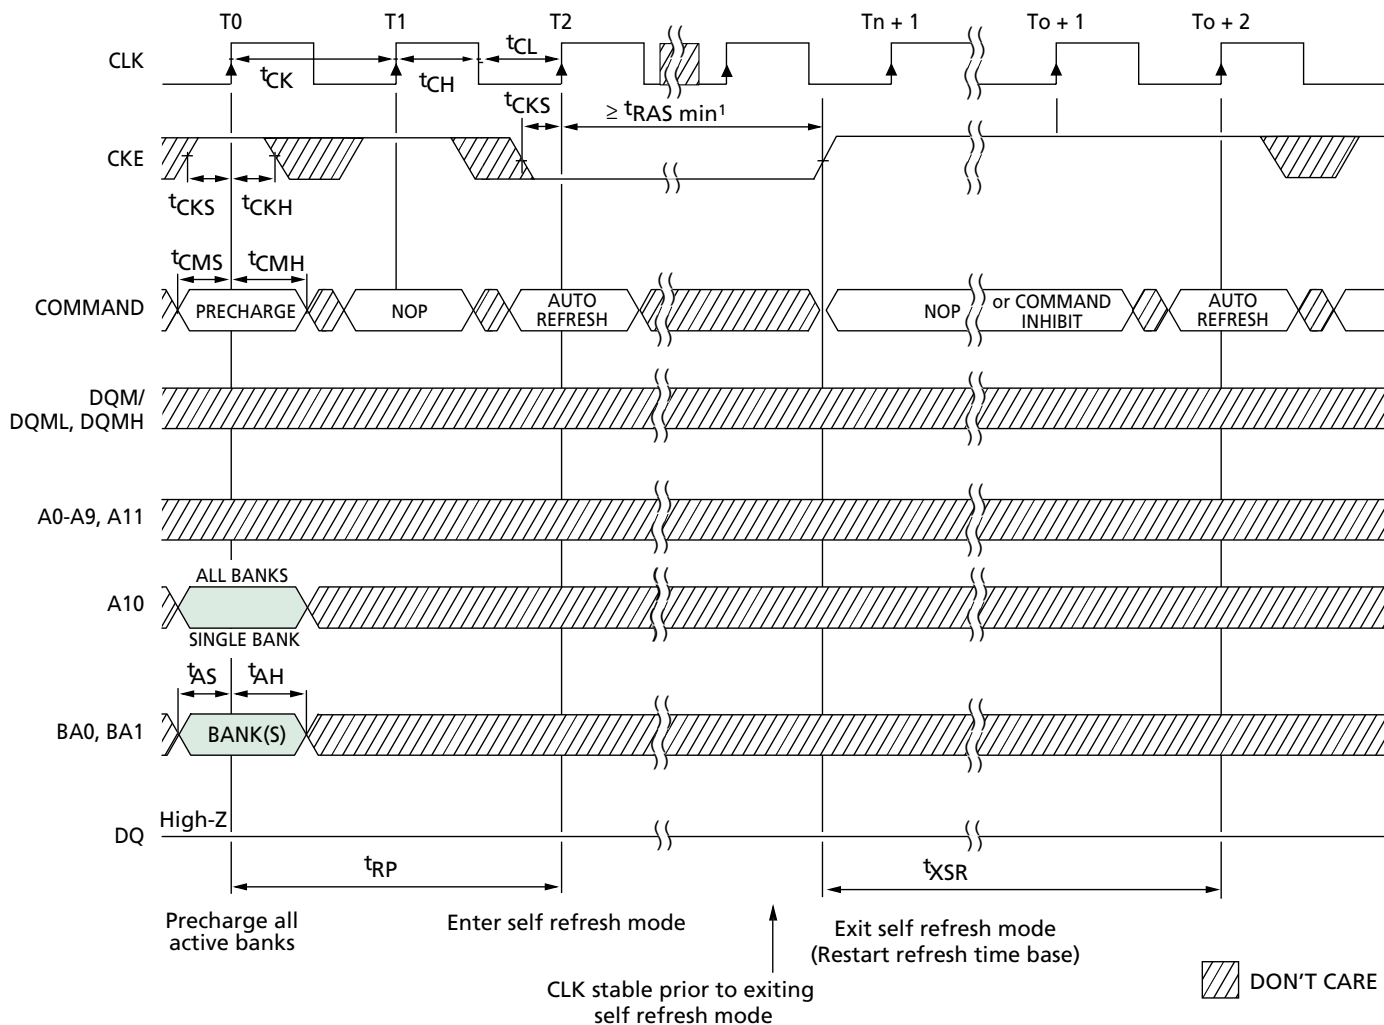 T0 T1 T2 Tn + 1 To + 1 To + 2
CLK
tCK tCH tCL
tCKS ≥ tRAS min1
CKE
tCKS tCKH
tCMS tCMH
COMMAND PRECHARGE NOP AUTO REFRESH NOP or COMMAND INHIBIT AUTO REFRESH
DQM/
DQML, DQMH
A0-A9, A11
ALL BANKS
A10
SINGLE BANK
tAS tAH
BA0, BA1 BANK(S)
High-Z
DQ
tRP tXSR
Precharge all
active banks
Enter self refresh mode
Exit self refresh mode
(Restart refresh time base)
CLK stable prior to exiting
self refresh mode
DON'T CARE